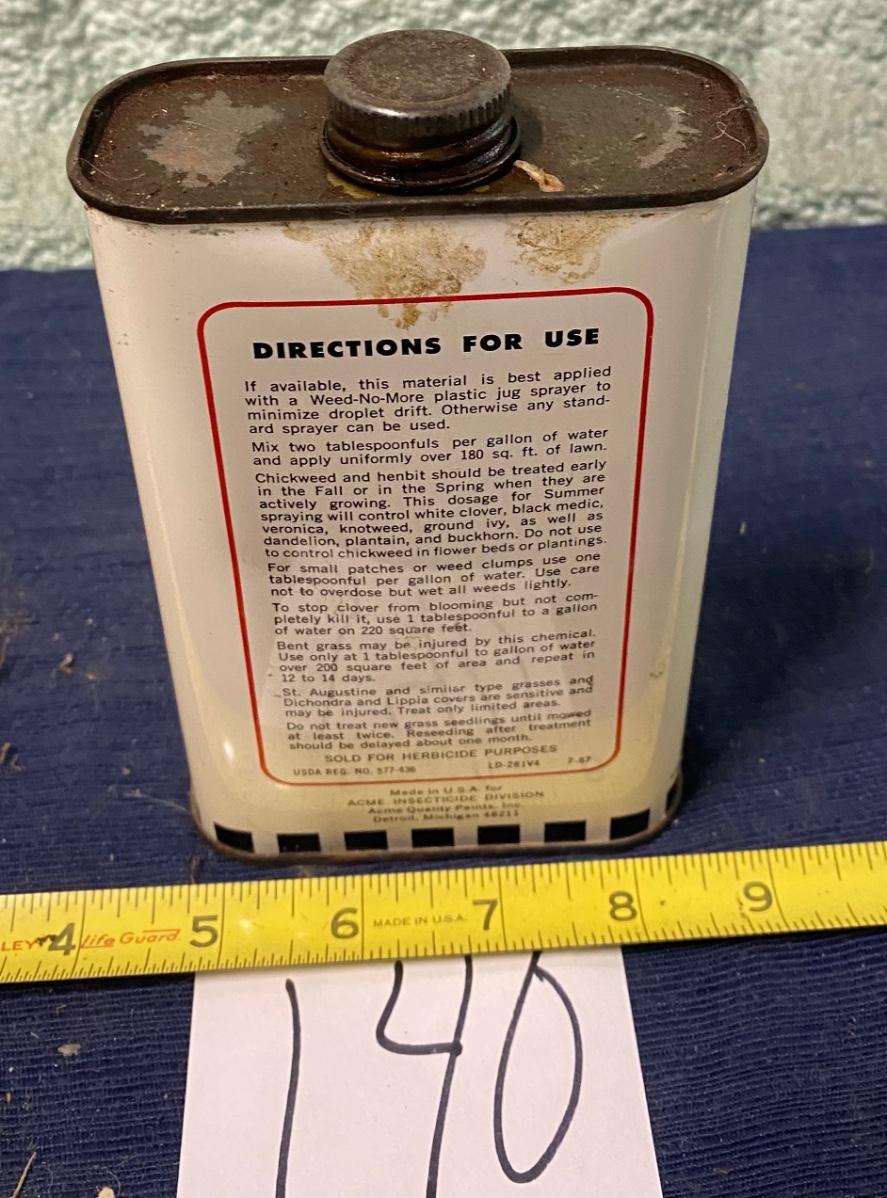 DIRECTIONS FOR USE
If available, this material is best applied
with a Weed-No-More plastic jug sprayer to
minimize droplet drift. Otherwise any stand-
ard sprayer can be used.
Mix two tablespoonfuls per gallon of water
and apply uniformly over 180 sq. ft. of lawn.
Chickweed and henbit should be treated early
in the Fall or in the Spring when they are
actively growing. This dosage for Summer
spraying will control white clover, black medic,
veronica, knotweed, ground ivy, as well as
dandelion, plantain, and buckhorn. Do not use
to control chickweed in flower beds or plantings.
For small patches or weed clumps use one
tablespoonful per gallon of water. Use care
not to overdose but wet all weeds lightly.
To stop clover from blooming but not com-
pletely kill it, use 1 tablespoonful to a gallon
of water on 220 square feet.
Bent grass may be injured by this chemical.
Use only at 1 tablespoonful to gallon of water
over 200 square feet of area and repeat in
12 to 14 days.
St. Augustine and similar type grasses and
Dichondra and Lippia covers are sensitive and
may be injured. Treat only limited areas.
Do not treat new grass seedlings until mowed
at least twice. Reseeding after treatment
should be delayed about one month.
SOLD FOR HERBICIDE PURPOSES
USDA REG. NO. 577-436 LD-281V4 7-67
Made in U.S.A. for
ACME INSECTICIDE DIVISION
Acme Quality Paints, Inc.
Detroit, Michigan 48211
LEY 4 Life Guard 5 6 MADE IN U.S.A. 7 8 9
140